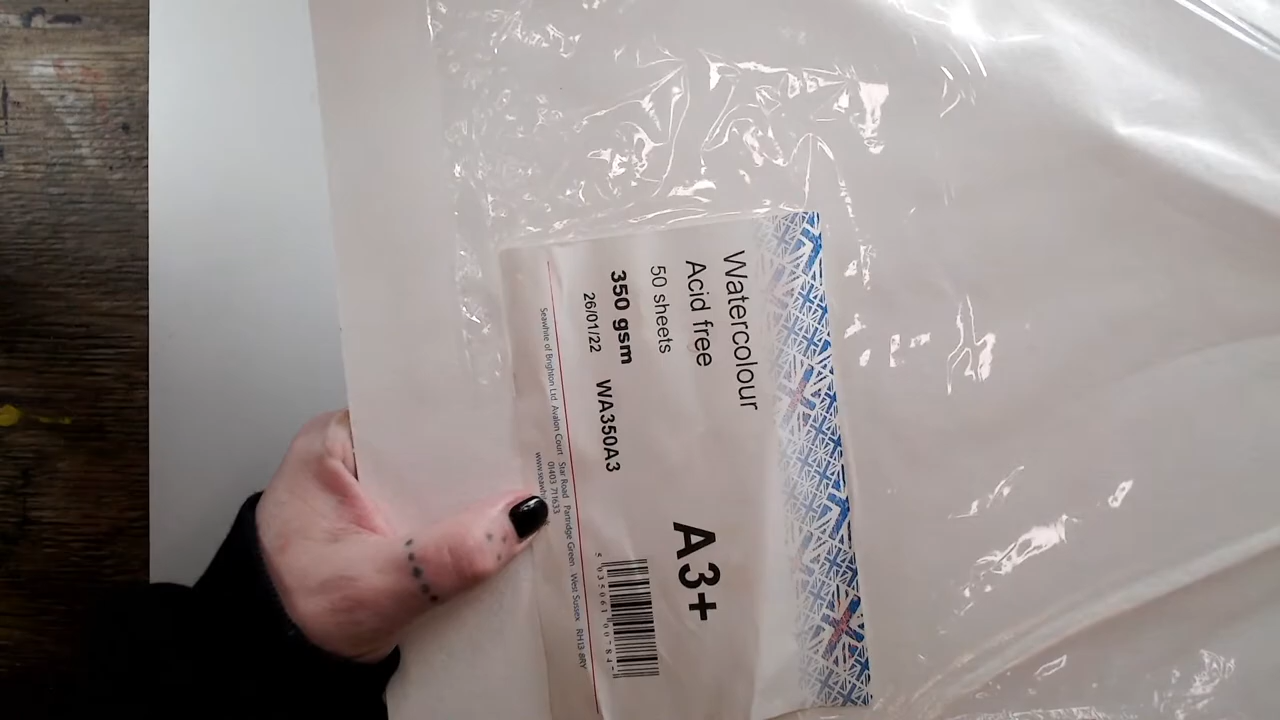 Watercolour
Acid free
A3+
50 sheets
350 gsm WA350A3
26/01/22
Seawhite of Brighton Ltd Avalon Court Star Road Partridge Green West Sussex RH13 8RY
01403 711633